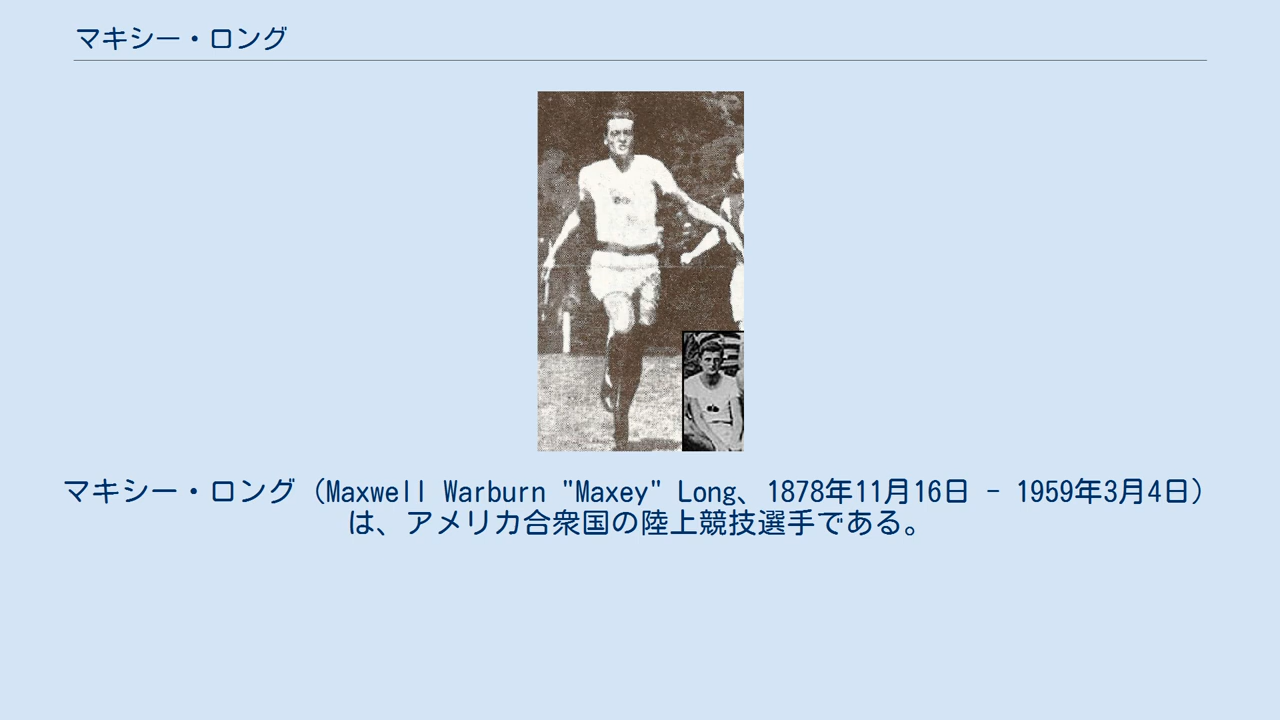 マキシー・ロング
マキシー・ロング（Maxwell Warburn "Maxey" Long、1878年11月16日 - 1959年3月4日）
は、アメリカ合衆国の陸上競技選手である。